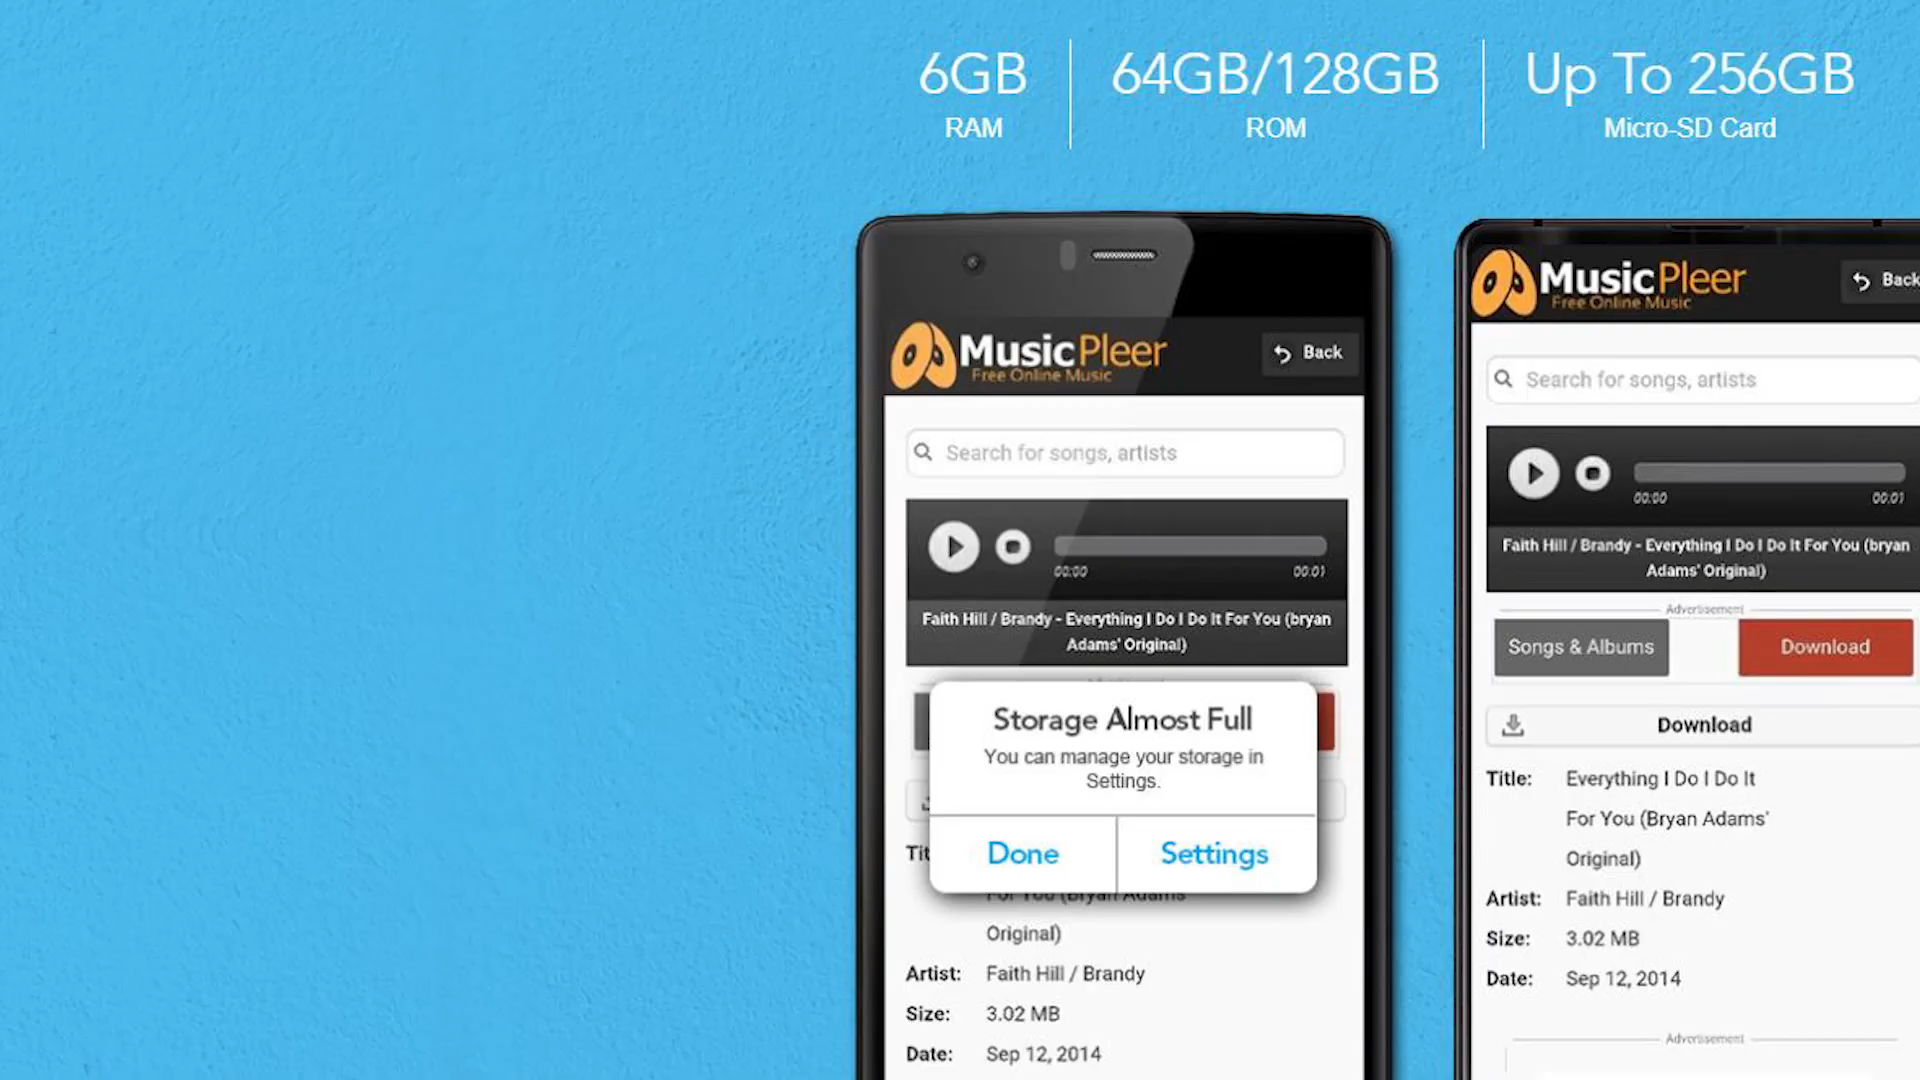 6GB
RAM
64GB/128GB
ROM
Up To 256GB
Micro-SD Card
MusicPleer
Free Online Music
Back
Search for songs, artists
00:00
00:01
Faith Hill / Brandy - Everything I Do I Do It For You (bryan
Adams' Original)
Storage Almost Full
You can manage your storage in
Settings.
Done
Settings
For You (Bryan Adams'
Original)
Artist: Faith Hill / Brandy
Size: 3.02 MB
Date: Sep 12, 2014
MusicPleer
Free Online Music
Back
Search for songs, artists
00:00
00:01
Faith Hill / Brandy - Everything I Do I Do It For You (bryan
Adams' Original)
Advertisement
Songs & Albums
Download
Download
Title: Everything I Do I Do It
For You (Bryan Adams'
Original)
Artist: Faith Hill / Brandy
Size: 3.02 MB
Date: Sep 12, 2014
Advertisement